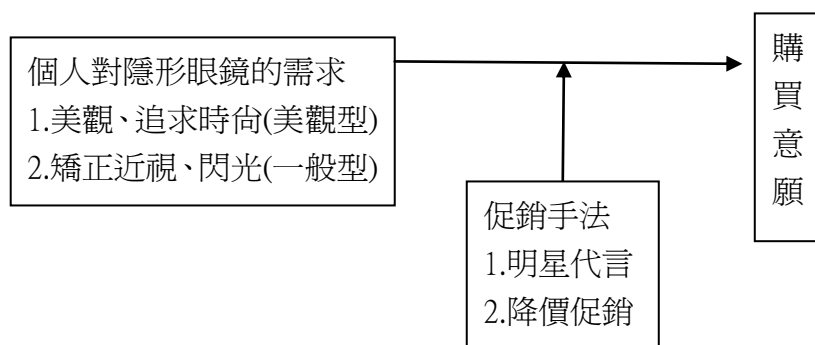 個人對隱形眼鏡的需求
1.美觀、追求時尚(美觀型)
2.矯正近視、閃光(一般型)
促銷手法
1.明星代言
2.降價促銷
購買意願